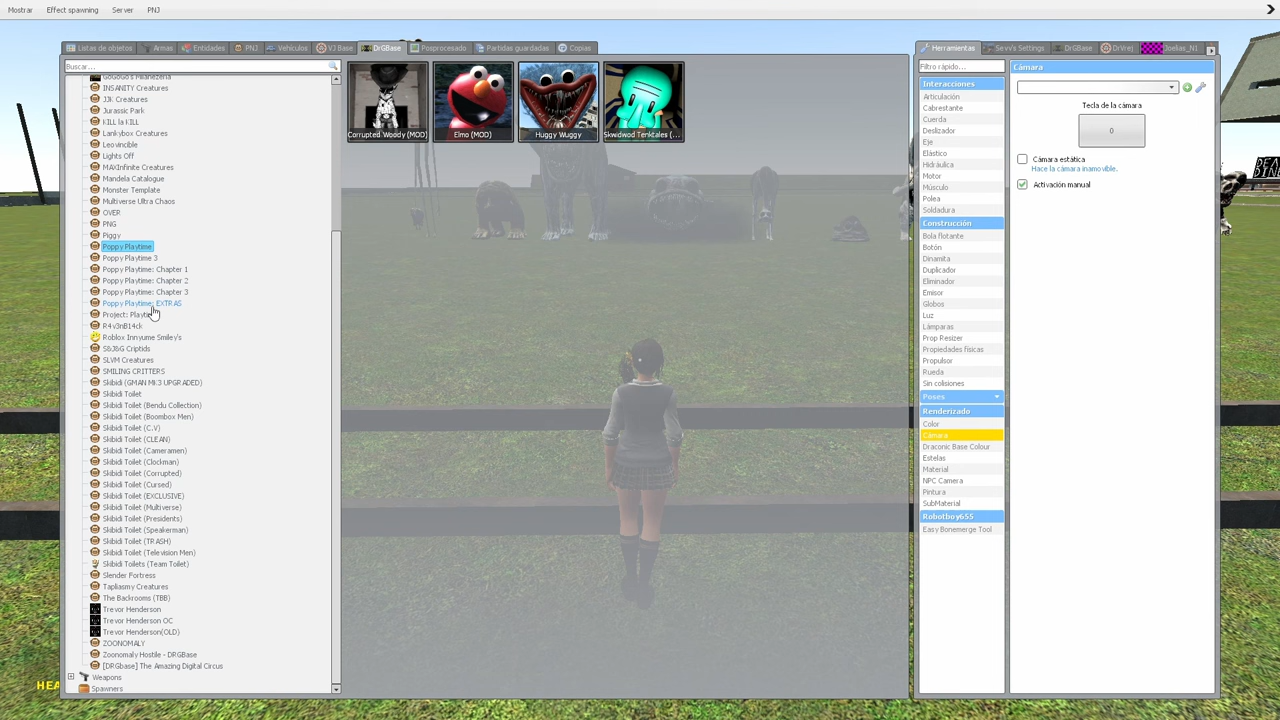 Mostrar
Effect spawning
Server
PNJ
Listas de objetos
Armas
Entidades
PNJ
Vehículos
VJ Base
DrGBase
Posprocesado
Partidas guardadas
Copias
Buscar...
GoGoGo's Milanezeria
INSANITY Creatures
JJK Creatures
Jurassic Park
KILL la KILL
Lankybox Creatures
Leovincible
Lights Off
MAXInfinite Creatures
Mandela Catalogue
Monster Template
Multiverse Ultra Chaos
OVER
PNG
Piggy
Poppy Playtime
Poppy Playtime 3
Poppy Playtime: Chapter 1
Poppy Playtime: Chapter 2
Poppy Playtime: Chapter 3
Poppy Playtime: EXTRAS
Project:
R4v3nB14ck
Roblox Innyume Smiley's
S&J&G Criptids
SLVM Creatures
SMILING CRITTERS
Skibidi (GMAN MK3 UPGRADED)
Skibidi Toilet
Skibidi Toilet (Bendu Collection)
Skibidi Toilet (Boombox Men)
Skibidi Toilet (C.V)
Skibidi Toilet (CLEAN)
Skibidi Toilet (Cameramen)
Skibidi Toilet (Clockman)
Skibidi Toilet (Corrupted)
Skibidi Toilet (Cursed)
Skibidi Toilet (EXCLUSIVE)
Skibidi Toilet (Multiverse)
Skibidi Toilet (Presidents)
Skibidi Toilet (Speakerman)
Skibidi Toilet (TRASH)
Skibidi Toilet (Television Men)
Skibidi Toilets (Team Toilet)
Slender Fortress
Tapliasmy Creatures
The Backrooms (TBB)
Trevor Henderson
Trevor Henderson OC
Trevor Henderson(OLD)
ZOONOMALY
Zoonomaly Hostile - DRGBase
[DRGbase] The Amazing Digital Circus
Weapons
Spawners
Corrupted Woody (MOD)
Elmo (MOD)
Huggy Wuggy
Skwidwod Tenktales (...
Herramientas
Sevv's Settings
DrGBase
DrVrej
Joelias_N1
Filtro rápido...
Interacciones
Articulación
Cabrestante
Cuerda
Deslizador
Eje
Elástico
Hidráulica
Motor
Músculo
Polea
Soldadura
Construcción
Bola flotante
Botón
Dinamita
Duplicador
Eliminador
Emisor
Globos
Luz
Lámparas
Prop Resizer
Propiedades físicas
Propulsor
Rueda
Sin colisiones
Poses
Renderizado
Color
Cámara
Draconic Base Colour
Estelas
Material
NPC Camera
Pintura
SubMaterial
Robotboy655
Easy Bonemerge Tool
Cámara
Tecla de la cámara
0
Cámara estática
Hace la cámara inamovible.
Activación manual